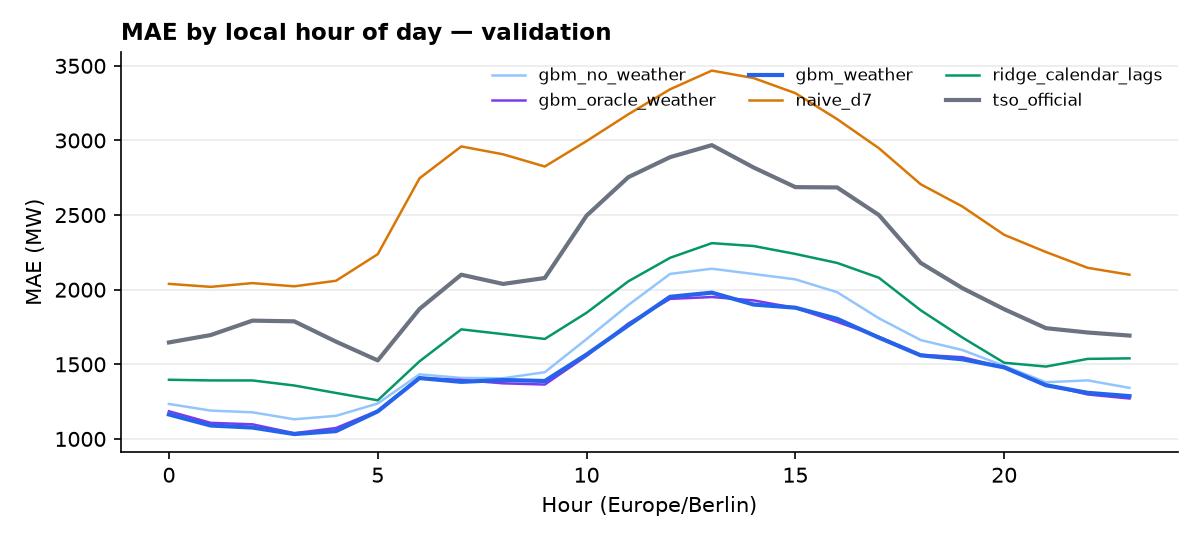 MAE by local hour of day — validation
gbm_no_weather gbm_weather ridge_calendar_lags
gbm_oracle_weather naive_d7 tso_official
3500
3000
2500
2000
1500
1000
MAE (MW)
0 5 10 15 20
Hour (Europe/Berlin)